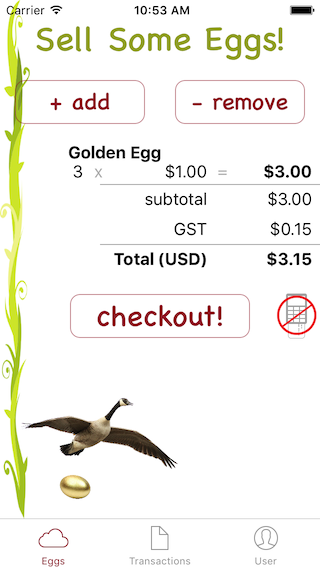 Carrier 10:53 AM
Sell Some Eggs!
+ add - remove
Golden Egg
3 x $1.00 = $3.00
subtotal $3.00
GST $0.15
Total (USD) $3.15
checkout!
Eggs Transactions User